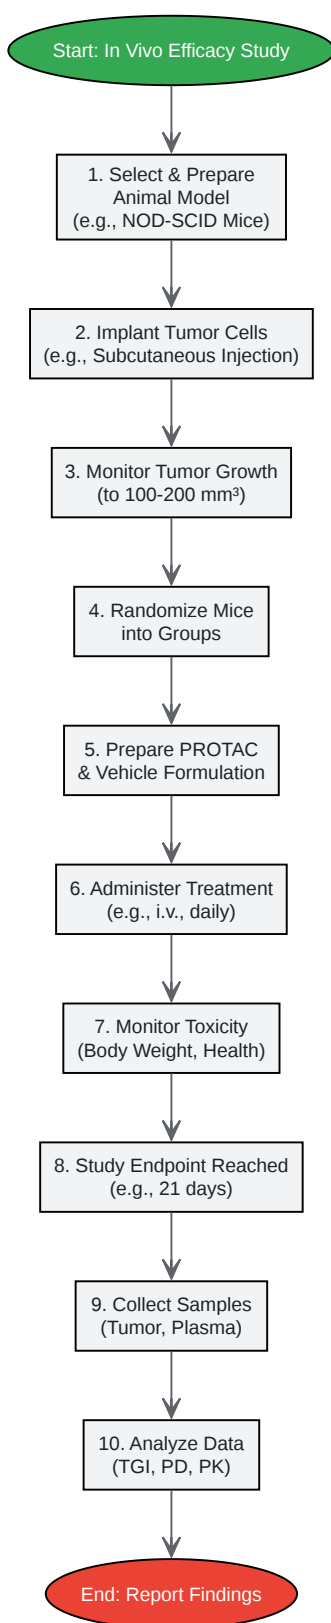 Start: In Vivo Efficacy Study
1. Select & Prepare
Animal Model
(e.g., NOD-SCID Mice)
2. Implant Tumor Cells
(e.g., Subcutaneous Injection)
3. Monitor Tumor Growth
(to 100-200 mm³)
4. Randomize Mice
into Groups
5. Prepare PROTAC
& Vehicle Formulation
6. Administer Treatment
(e.g., i.v., daily)
7. Monitor Toxicity
(Body Weight, Health)
8. Study Endpoint Reached
(e.g., 21 days)
9. Collect Samples
(Tumor, Plasma)
10. Analyze Data
(TGI, PD, PK)
End: Report Findings